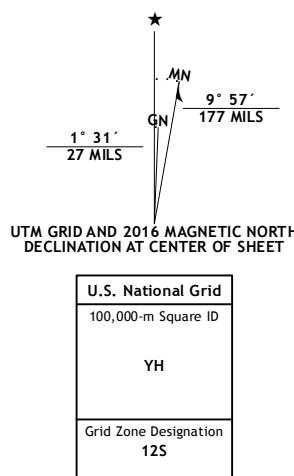 ★
MN
9° 57´
177 MILS
GN
1° 31´
27 MILS
UTM GRID AND 2016 MAGNETIC NORTH
DECLINATION AT CENTER OF SHEET
U.S. National Grid
100,000-m Square ID
YH
Grid Zone Designation
12S